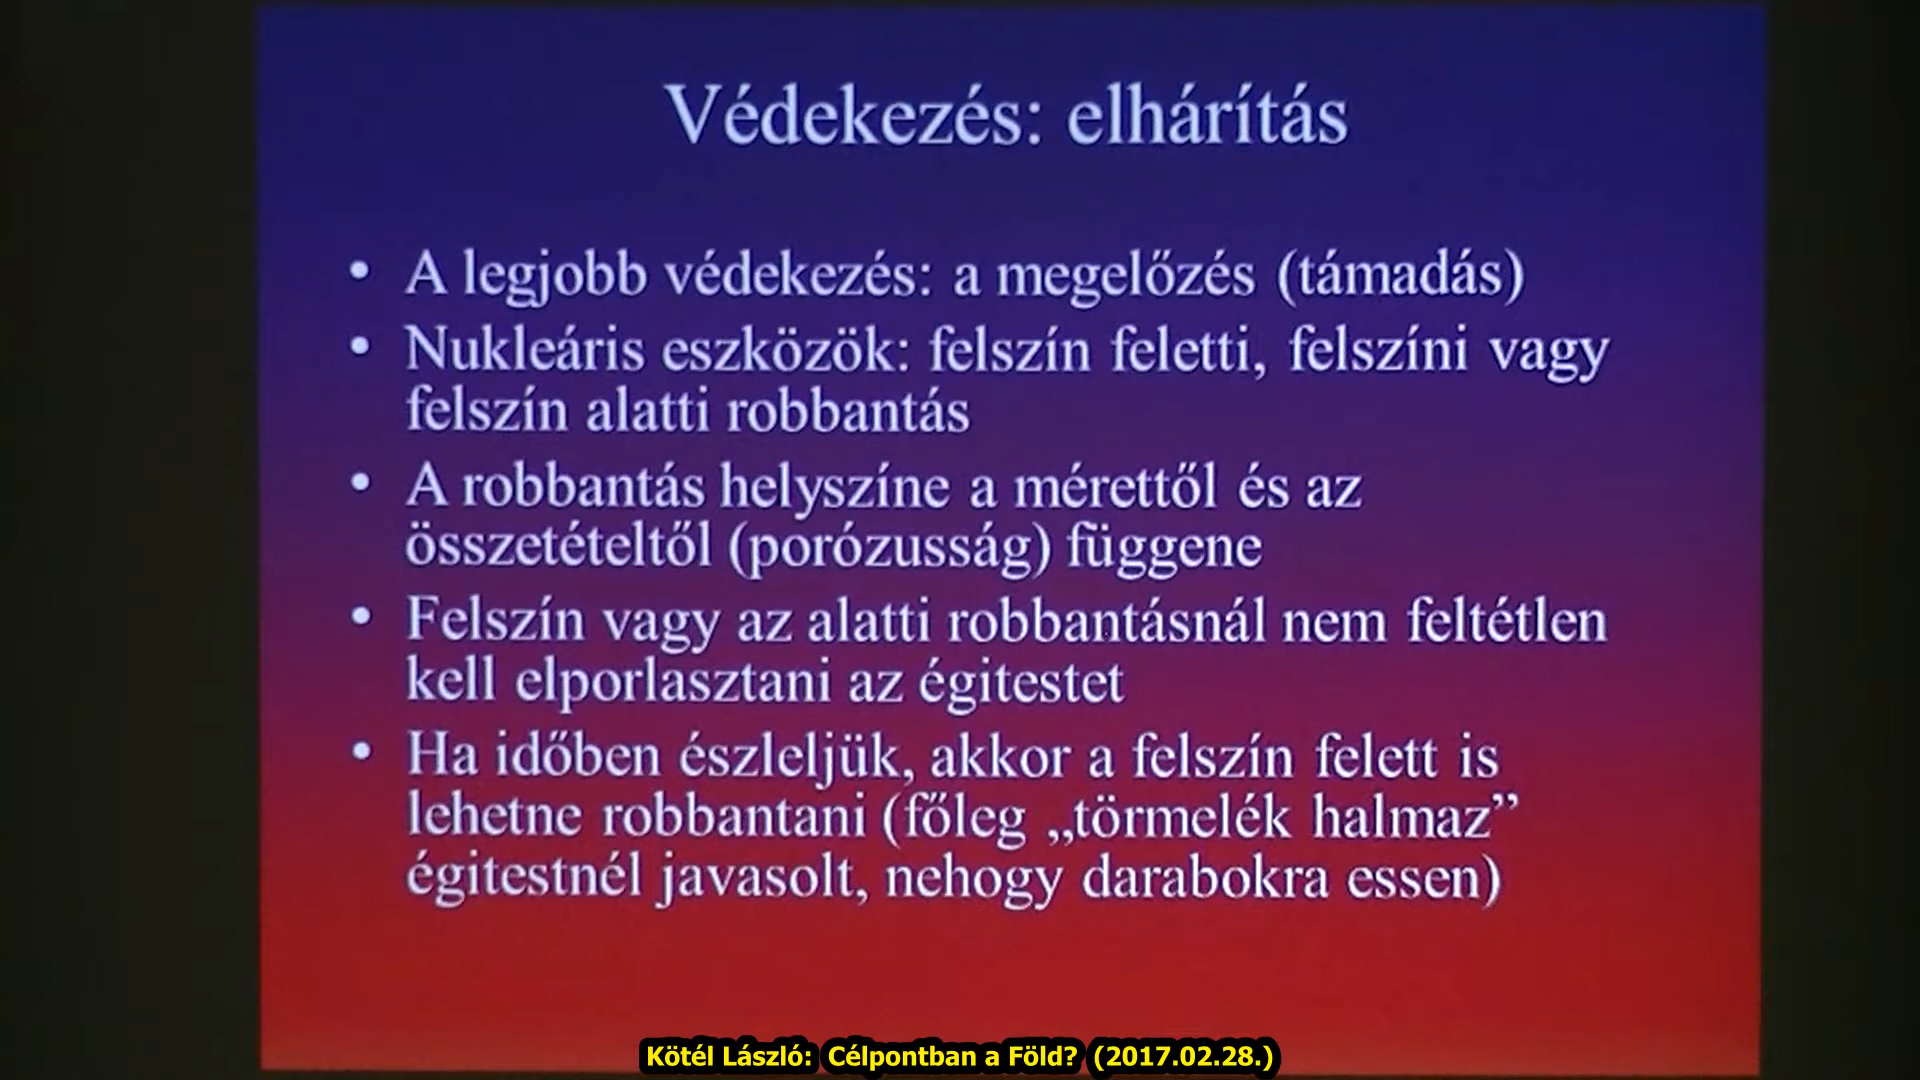 Védekezés: elhárítás
• A legjobb védekezés: a megelőzés (támadás)
• Nukleáris eszközök: felszín feletti, felszíni vagy
felszín alatti robbantás
• A robbantás helyszíne a mérettől és az
összetételtől (porózusság) függene
• Felszín vagy az alatti robbantásnál nem feltétlen
kell elporlasztani az égitestet
• Ha időben észleljük, akkor a felszín felett is
lehetne robbantani (főleg „törmelék halmaz”
égitestnél javasolt, nehogy darabokra essen)
Kötél László: Célpontban a Föld? (2017.02.28.)